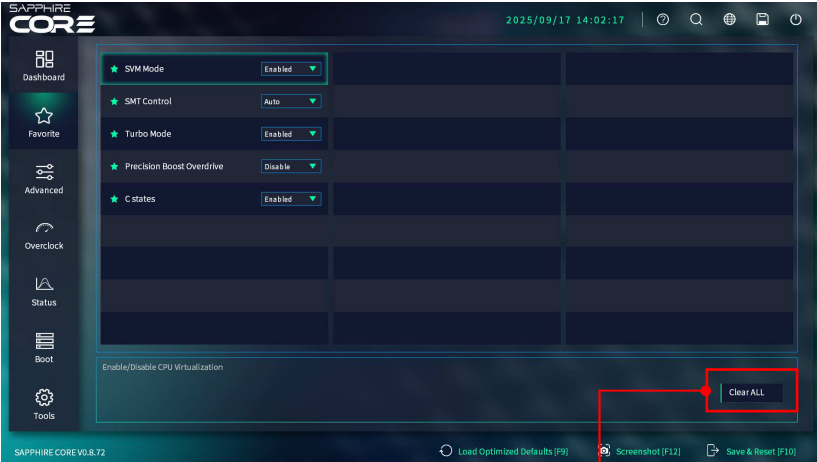 SAPPHIRE
CORE
2025/09/17 14:02:17
Dashboard
Favorite
Advanced
Overclock
Status
Boot
Tools
SVM Mode Enabled
SMT Control Auto
Turbo Mode Enabled
Precision Boost Overdrive Disable
C states Enabled
Enable/Disable CPU Virtualization
Clear ALL
SAPPHIRE CORE V0.8.72
Load Optimized Defaults [F9]
Screenshot [F12]
Save & Reset [F10]